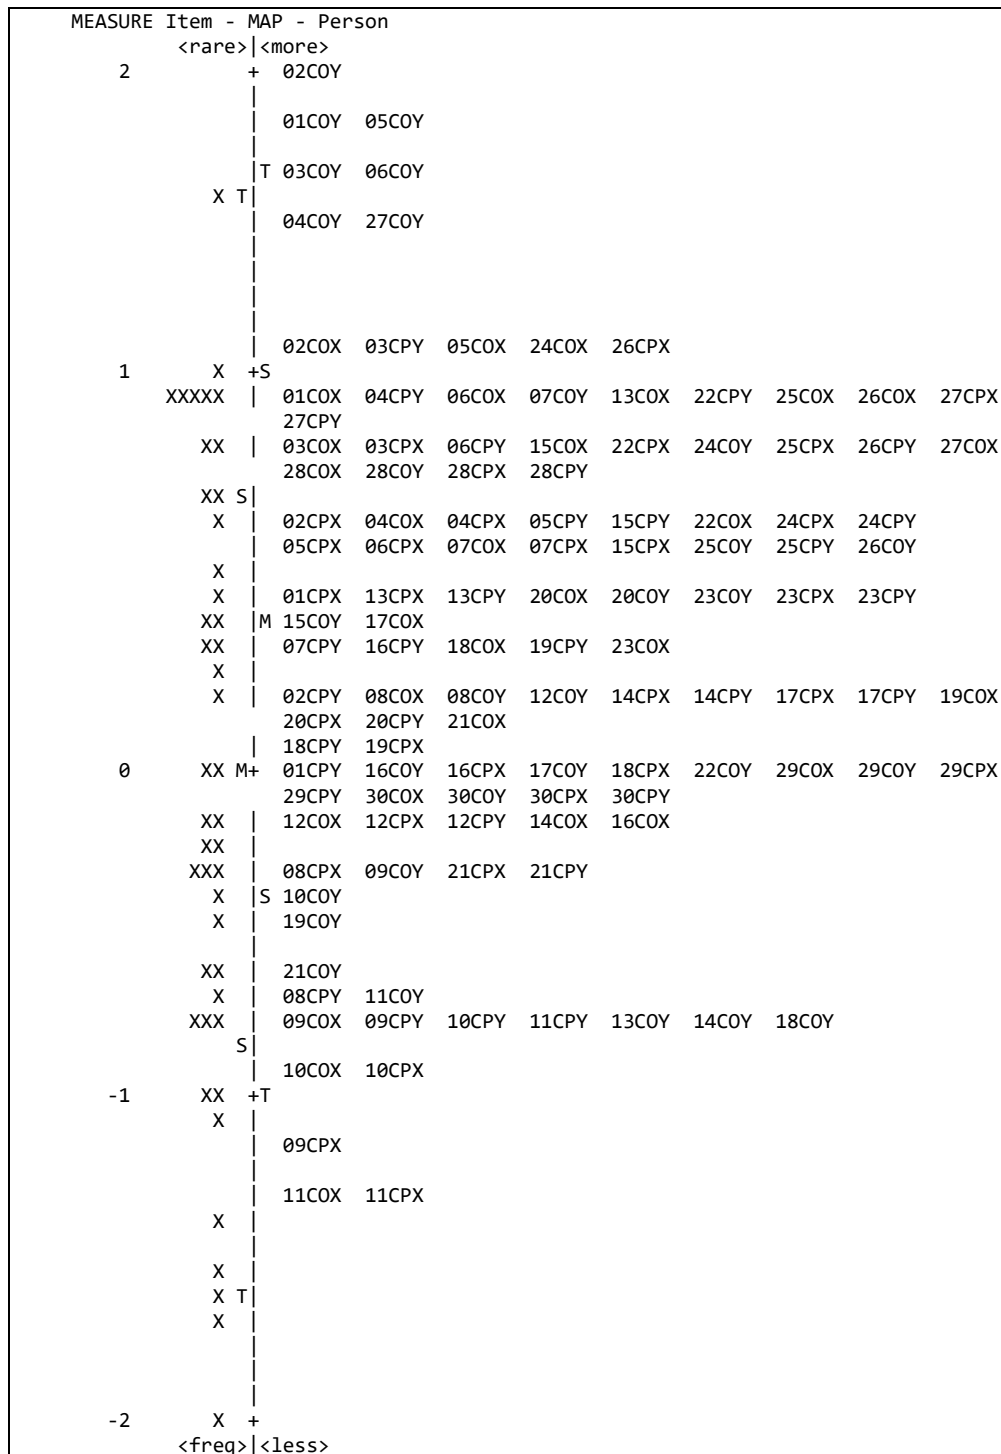 MEASURE Item - MAP - Person
<rare>|<more>
2 + 02COY
|
| 01COY 05COY
|
|T 03COY 06COY
X T|
| 04COY 27COY
|
|
|
|
| 02COX 03CPY 05COX 24COX 26CPX
1 X +S
XXXXX | 01COX 04CPY 06COX 07COY 13COX 22CPY 25COX 26COX 27CPX
27CPY
XX | 03COX 03CPX 06CPY 15COX 22CPX 24COY 25CPX 26CPY 27COX
28COX 28COY 28CPX 28CPY
XX S|
X | 02CPX 04COX 04CPX 05CPY 15CPY 22COX 24CPX 24CPY
| 05CPX 06CPX 07COX 07CPX 15CPX 25COY 25CPY 26COY
X |
X | 01CPX 13CPX 13CPY 20COX 20COY 23COY 23CPX 23CPY
XX |M 15COY 17COX
XX | 07CPY 16CPY 18COX 19CPY 23COX
X |
X | 02CPY 08COX 08COY 12COY 14CPX 14CPY 17CPX 17CPY 19COX
20CPX 20CPY 21COX
| 18CPY 19CPX
0 XX M+ 01CPY 16COY 16CPX 17COY 18CPX 22COY 29COX 29COY 29CPX
29CPY 30COX 30COY 30CPX 30CPY
XX | 12COX 12CPX 12CPY 14COX 16COX
XX |
XXX | 08CPX 09COY 21CPX 21CPY
X |S 10COY
X | 19COY
|
XX | 21COY
X | 08CPY 11COY
XXX | 09COX 09CPY 10CPY 11CPY 13COY 14COY 18COY
S|
| 10COX 10CPX
-1 XX +T
X |
| 09CPX
|
| 11COX 11CPX
X |
|
X |
X T|
X |
|
|
|
-2 X +
<freq>|<less>